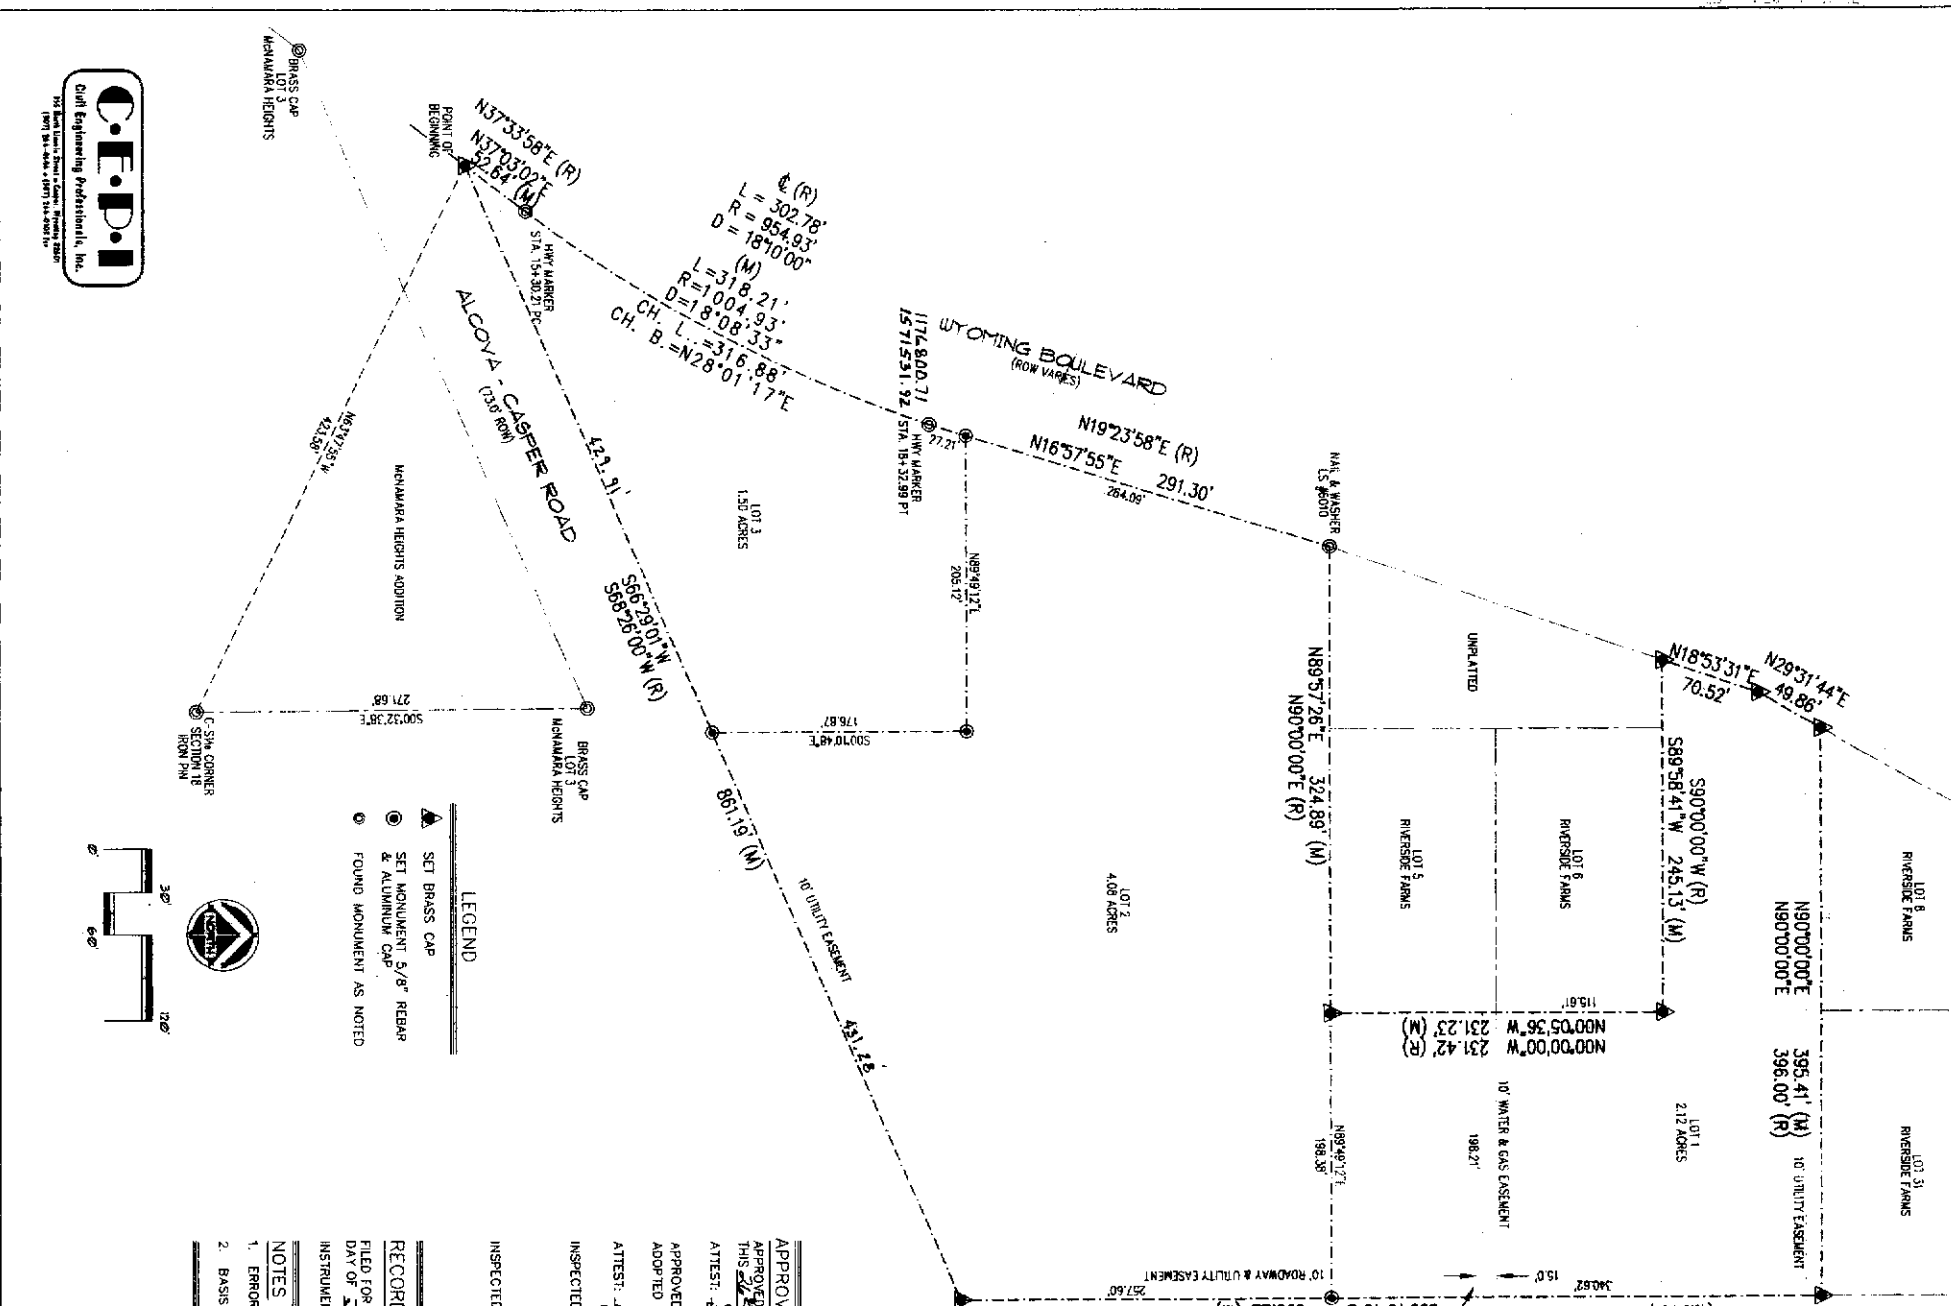 C•E•P•I
Civil Engineering Professionals, Inc.
BRASS CAP
LOT 3
McNAMARA HEIGHTS
POINT OF
BEGINNING
N37°33'58"E (R)
N37°03'02"E
52.64' (M)
HWY MARKER
STA. 15+30.21 PC
℄ (R)
L = 302.78'
R = 954.93'
D = 18°10'00"
(M)
L=318.21'
R=1004.93'
D=18°08'33"
CH. L.=316.88'
CH. B.=N28°01'17"E
ALCOVA - CASPER ROAD
(73.0' ROW)
N63°47'55"W
423.58'
McNAMARA HEIGHTS ADDITION
429.91'
LOT 3
1.50 ACRES
1176800.71
1571531.92
HWY MARKER
STA. 18+32.99 PT
27.21'
WYOMING BOULEVARD
(ROW VARIES)
N19°23'58"E (R)
N16°57'55"E 291.30'
264.09'
NAIL & WASHER
LS #6010
N89°49'12"E
205.12'
S66°29'01"W
S68°26'00"W (R)
S00°10'48"E
176.87'
S00°32'38"E
271.68'
C-S1/16 CORNER
SECTION 18
IRON PIN
BRASS CAP
LOT 3
McNAMARA HEIGHTS
861.19' (M)
10' UTILITY EASEMENT
431.28'
LOT 2
4.08 ACRES
UNPLATTED
N89°57'26"E 324.89' (M)
N90°00'00"E (R)
LOT 5
RIVERSIDE FARMS
LOT 6
RIVERSIDE FARMS
N18°53'31"E
70.52'
N29°31'44"E
49.86'
S90°00'00"W (R)
S89°58'41"W 245.13' (M)
LOT 8
RIVERSIDE FARMS
N90°00'00"E 395.41' (M)
N90°00'00"E 396.00' (R)
115.61'
N00°05'36"W 231.23' (M)
N00°00'00"W 231.42' (R)
10' WATER & GAS EASEMENT
198.21'
LOT 1
2.12 ACRES
10' UTILITY EASEMENT
LOT 31
RIVERSIDE FARMS
N89°49'12"E
198.38'
10' ROADWAY & UTILITY EASEMENT
257.60'
15.0'
340.62'
LEGEND
SET BRASS CAP
SET MONUMENT 5/8" REBAR
& ALUMINUM CAP
FOUND MONUMENT AS NOTED
NORTH
0' 30' 60' 120'
APPROV
APPROVED
THIS
ATTEST:
APPROVED
ADOPTED
ATTEST:
INSPECTED
INSPECTED
RECORD
FILED FOR
DAY OF
INSTRUMEN
NOTES
1. ERROR
2. BASIS